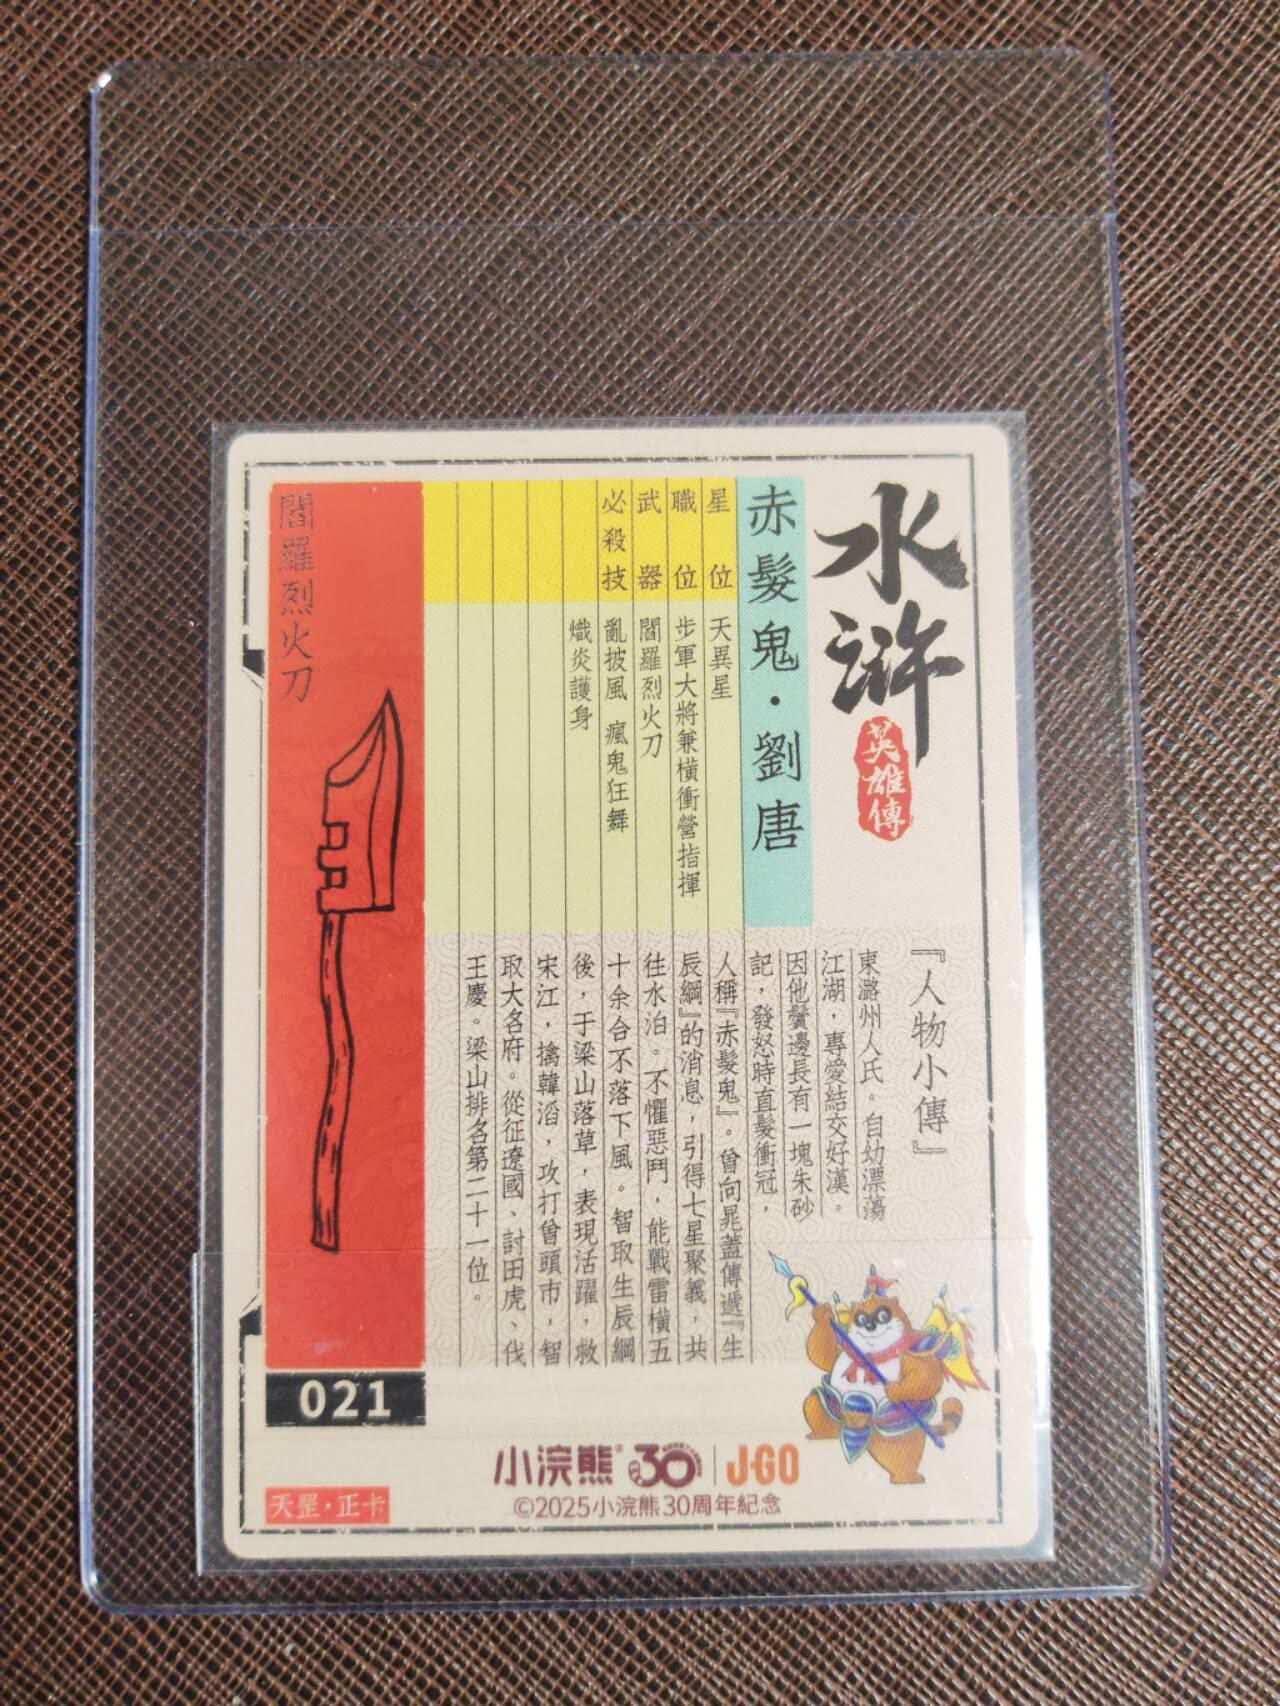 水滸
英雄傳
赤髮鬼·劉唐
星位 天異星
職位 步軍大將兼橫衝營指揮
武器 閻羅烈火刀
必殺技 亂披風 瘋鬼狂舞
熾炎護身
『人物小傳』
東潞州人氏。自幼漂蕩
江湖，專愛結交好漢。
因他鬢邊長有一塊朱砂
記，發怒時直髮衝冠，
人稱『赤髮鬼』。曾向晁蓋傳遞『生
辰綱』的消息，引得七星聚義，共
往水泊。不懼惡鬥，能戰雷橫五
十余合不落下風。智取生辰綱
後，于梁山落草，表現活躍，救
宋江，擒韓滔，攻打曾頭市，智
取大名府。從征遼國、討田虎、伐
王慶。梁山排名第二十一位。
閻羅烈火刀
021
小浣熊 30 J·GO
©2025小浣熊30周年紀念
天罡·正卡